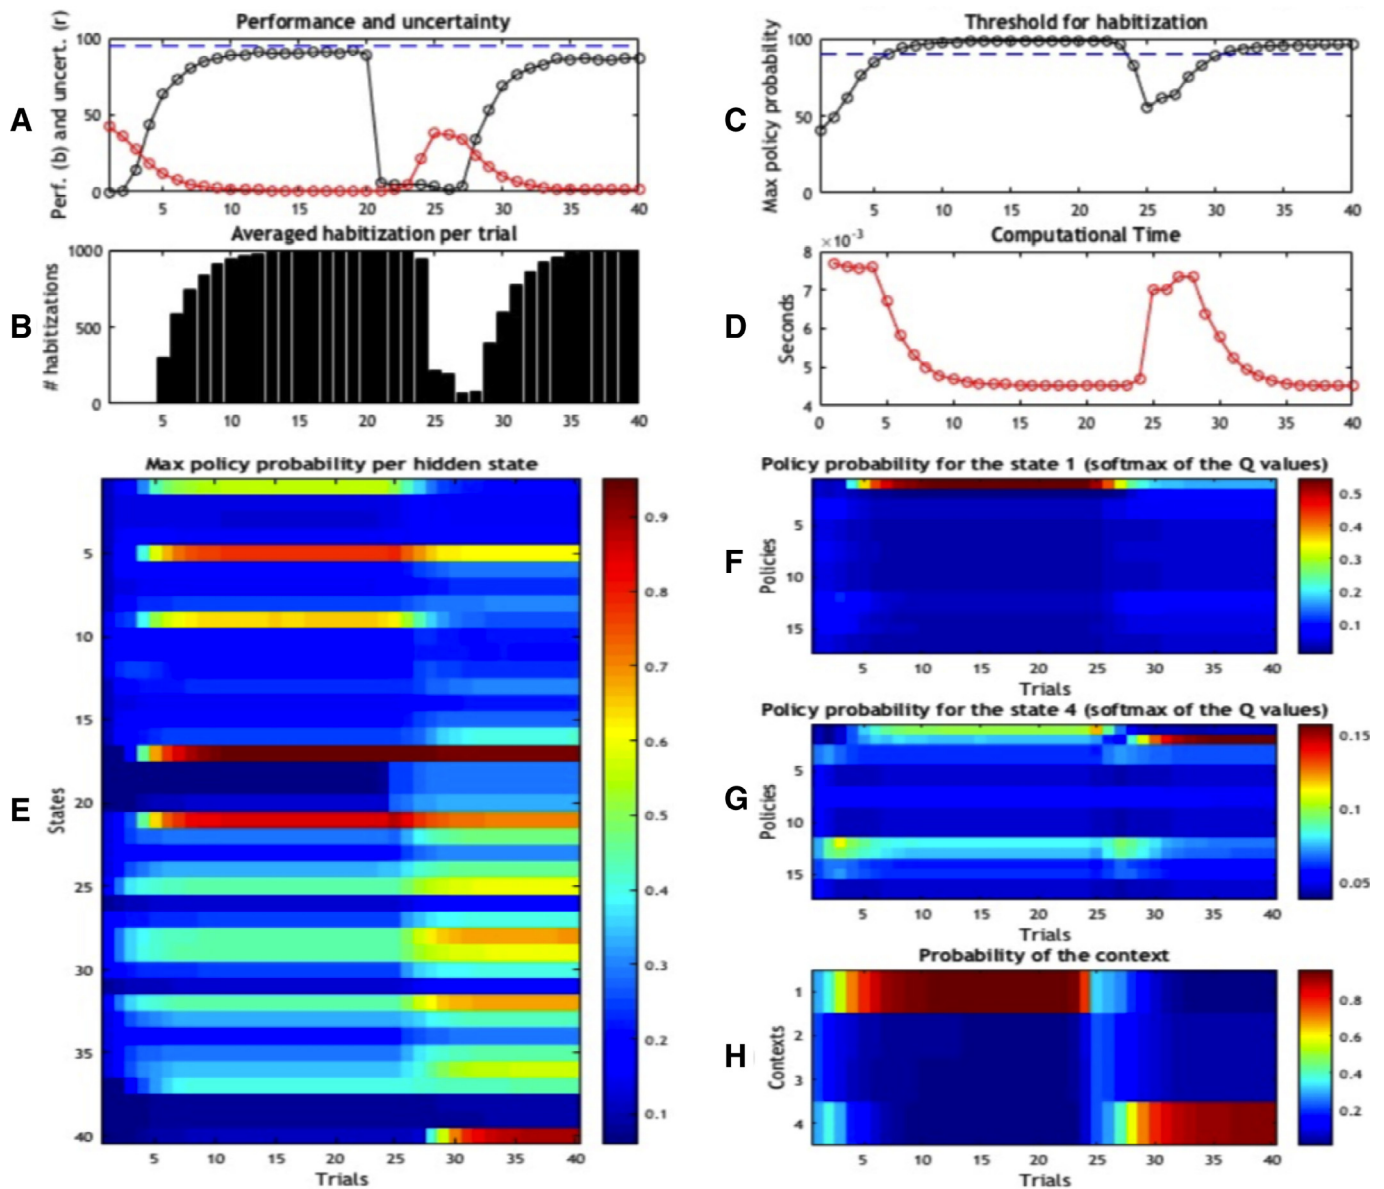 A
Performance and uncertainty
Perf. (b) and uncert. (r)
100
50
0
5 10 15 20 25 30 35 40
B
Averaged habitization per trial
# habitizations
1000
500
0
5 10 15 20 25 30 35 40
C
Threshold for habitization
Max policy probability
100
50
0
5 10 15 20 25 30 35 40
D
Computational Time
×10-3
Seconds
8
7
6
5
4
0 5 10 15 20 25 30 35 40
E
Max policy probability per hidden state
States
5
10
15
20
25
30
35
40
5 10 15 20 25 30 35 40
Trials
0.9
0.8
0.7
0.6
0.5
0.4
0.3
0.2
0.1
F
Policy probability for the state 1 (softmax of the Q values)
Policies
5
10
15
5 10 15 20 25 30 35 40
Trials
0.5
0.4
0.3
0.2
0.1
G
Policy probability for the state 4 (softmax of the Q values)
Policies
5
10
15
5 10 15 20 25 30 35 40
Trials
0.15
0.1
0.05
H
Probability of the context
Contexts
1
2
3
4
5 10 15 20 25 30 35 40
Trials
0.8
0.6
0.4
0.2